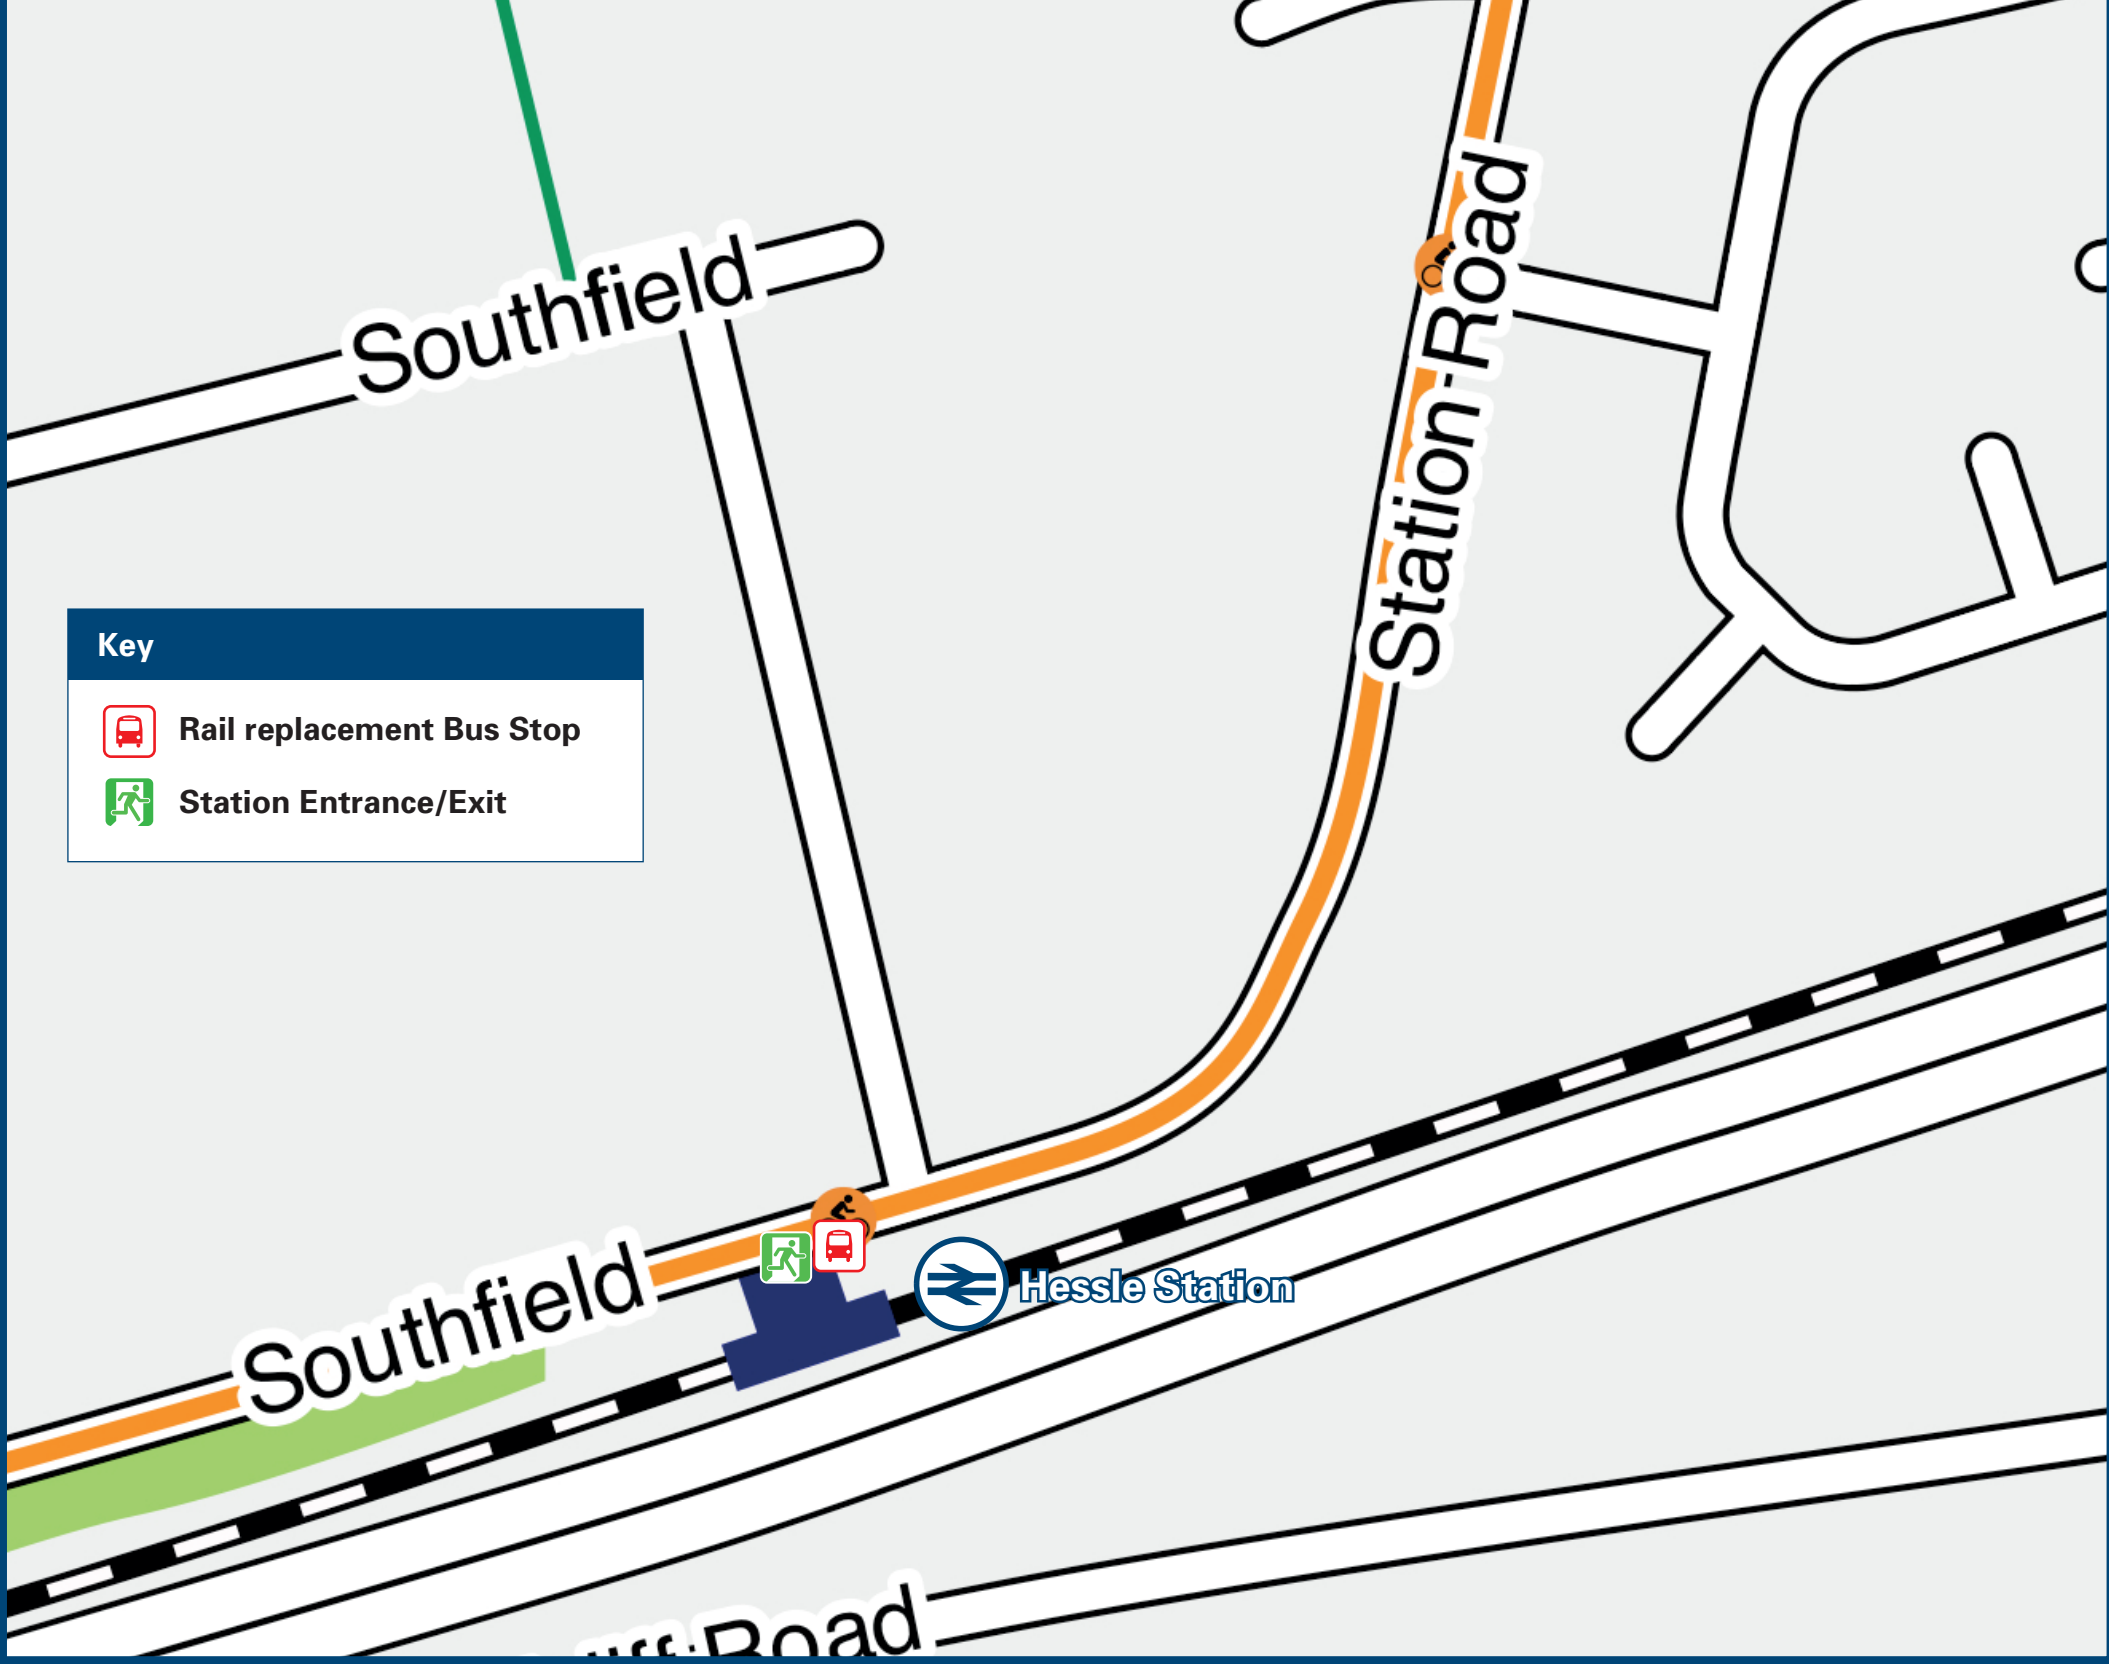 Station Road
Southfield
Key
Rail replacement Bus Stop
Station Entrance/Exit
Southfield
Hessle Station
Road